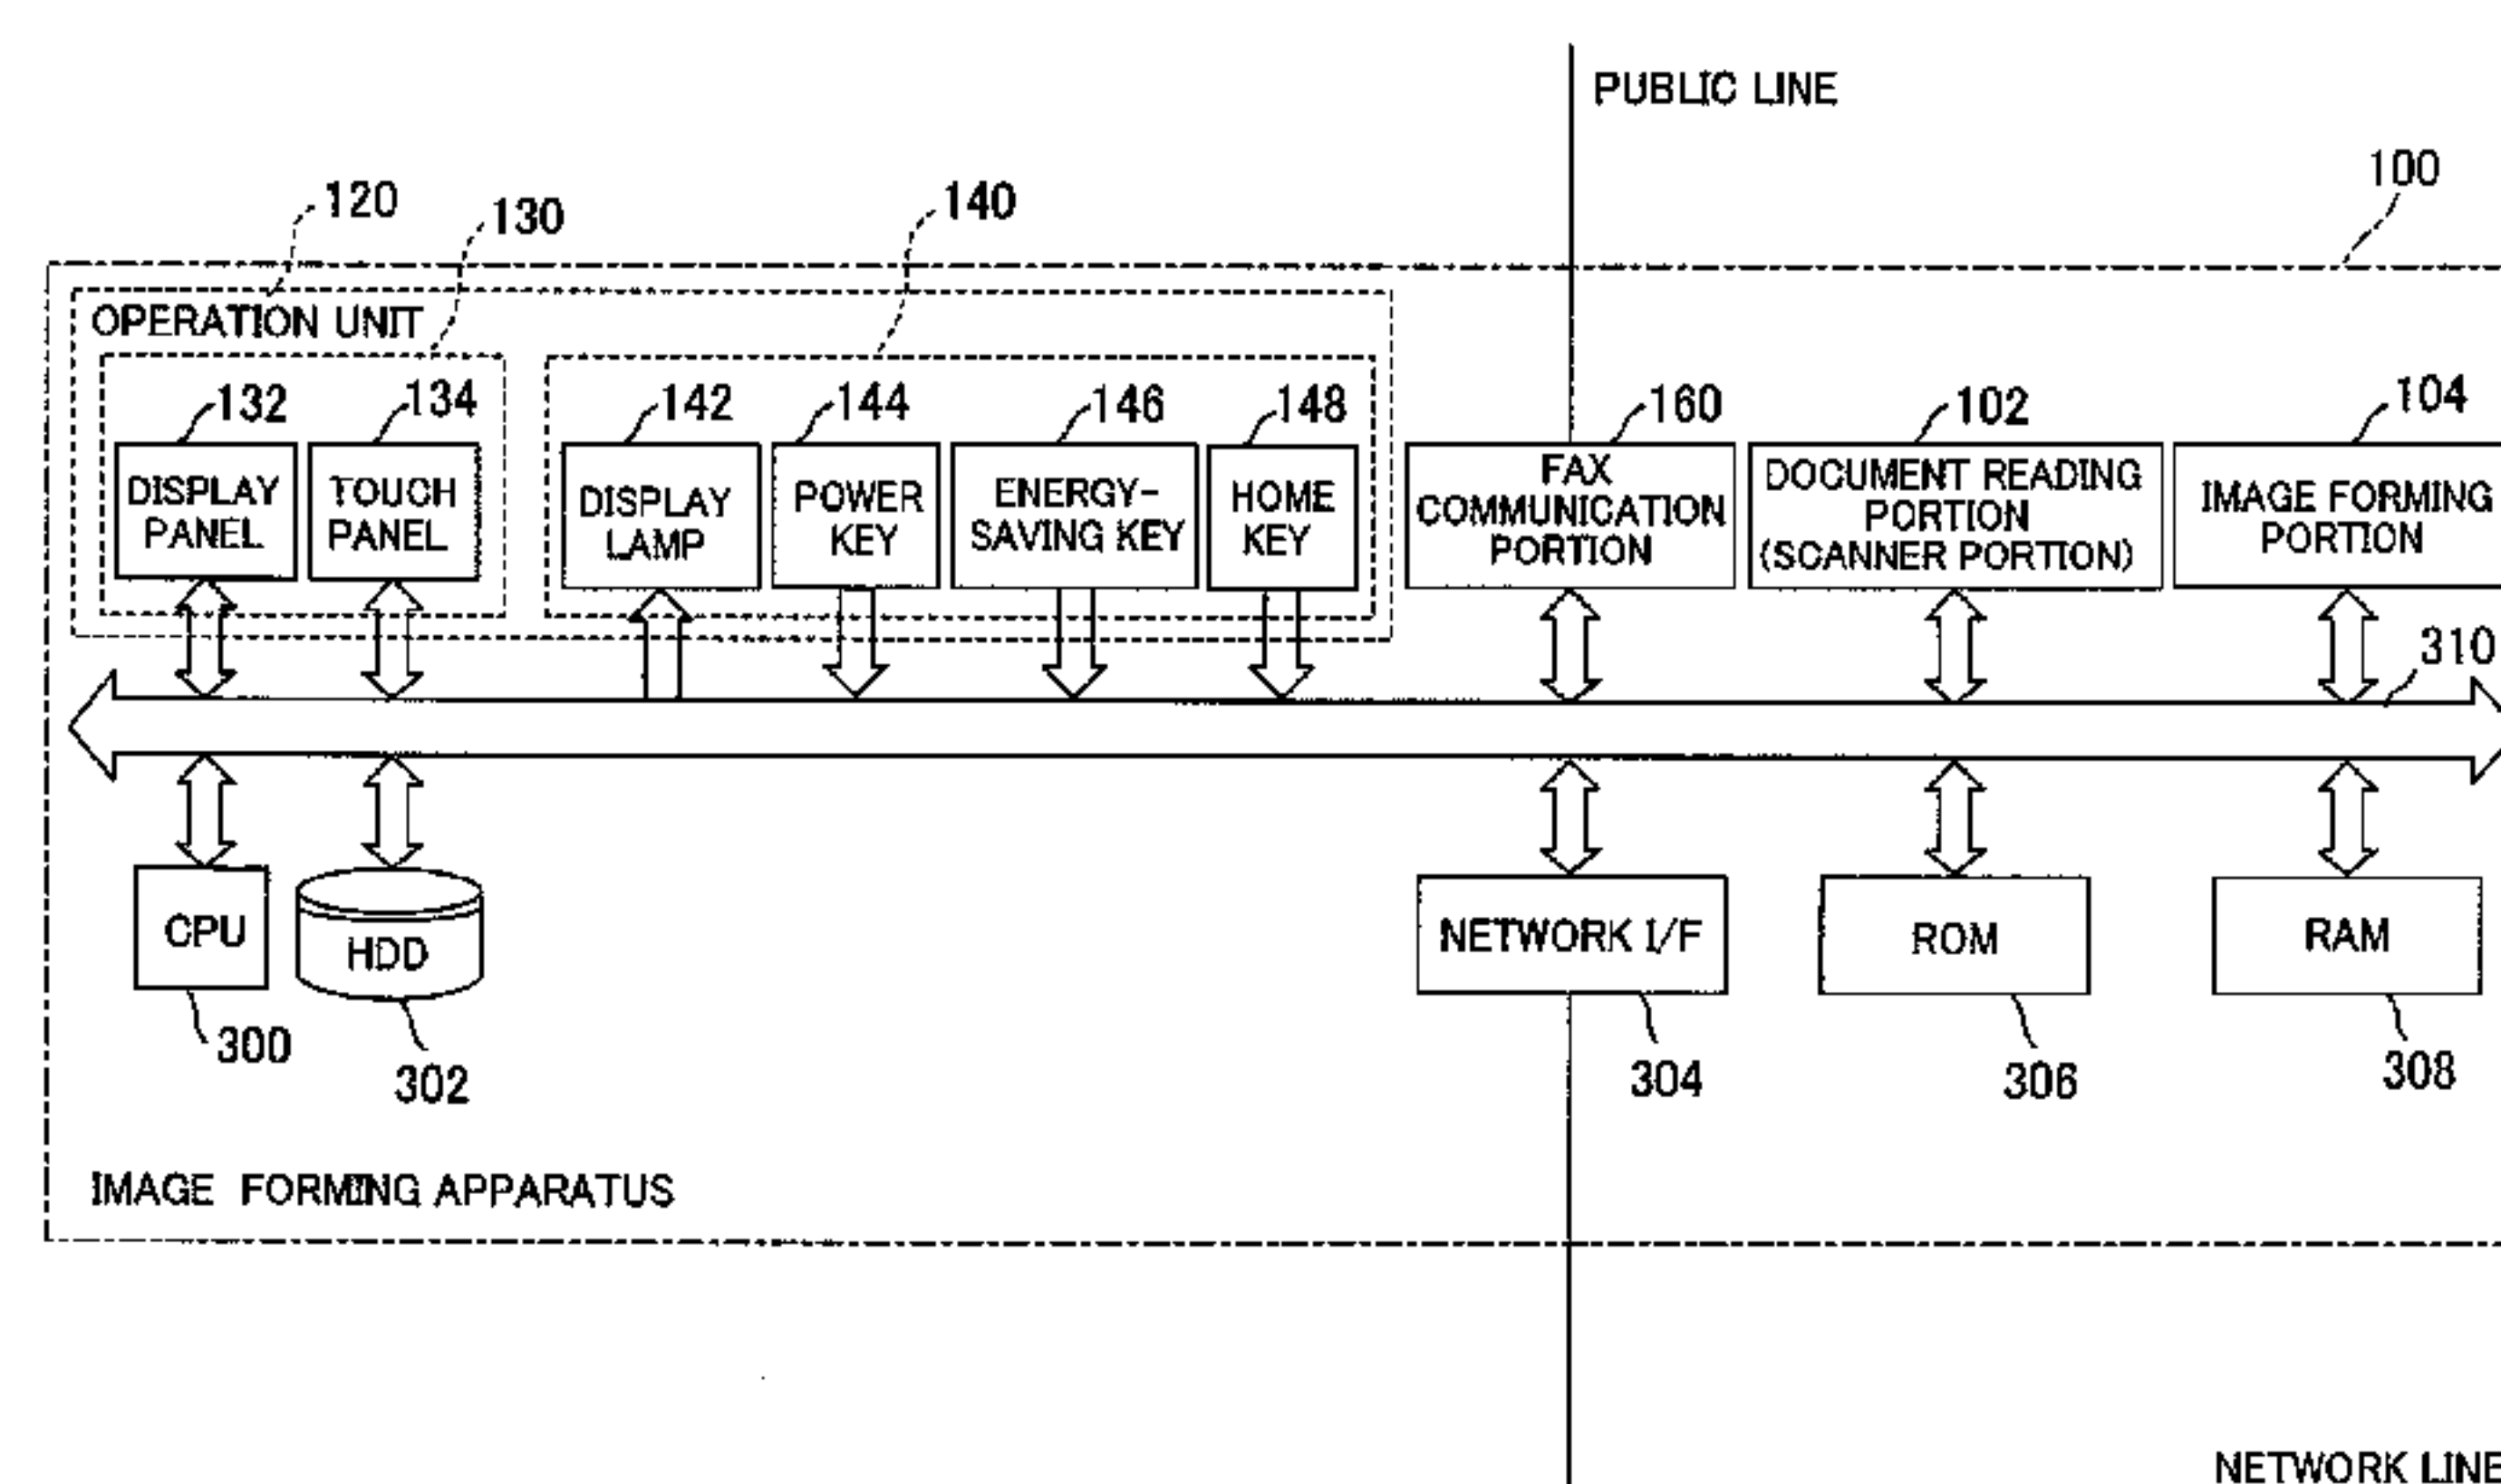 PUBLIC LINE
100
120
130
140
OPERATION UNIT
132
134
142
144
146
148
160
102
104
DISPLAY
PANEL
TOUCH
PANEL
DISPLAY
LAMP
POWER
KEY
ENERGY-
SAVING KEY
HOME
KEY
FAX
COMMUNICATION
PORTION
DOCUMENT READING
PORTION
(SCANNER PORTION)
IMAGE FORMING
PORTION
310
CPU
HDD
NETWORK I/F
ROM
RAM
300
302
304
306
308
IMAGE FORMING APPARATUS
NETWORK LINE